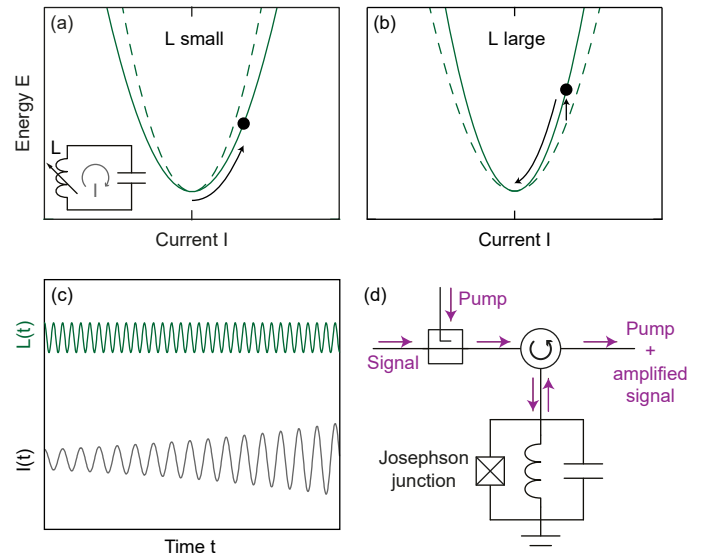 (a)
L small
Energy E
L
I
Current I
(b)
L large
Current I
(c)
L(t)
I(t)
Time t
(d)
Pump
Signal
Pump
+
amplified
signal
Josephson
junction